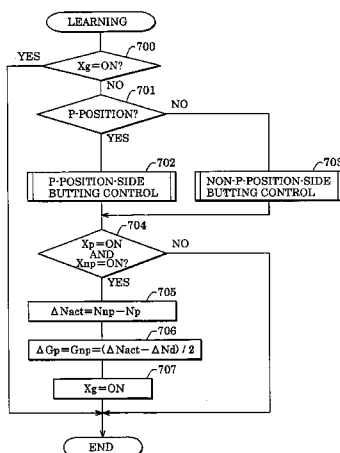 LEARNING
700
YES
Xg=ON?
NO
701
P-POSITION?
NO
YES
702
703
P-POSITION-SIDE
BUTTING CONTROL
NON-P-POSITION-SIDE
BUTTING CONTROL
704
Xp=ON
AND
Xnp=ON?
NO
YES
705
ΔNact=Nnp−Np
706
ΔGp=Gnp=(ΔNact−ΔNd)/2
707
Xg=ON
END